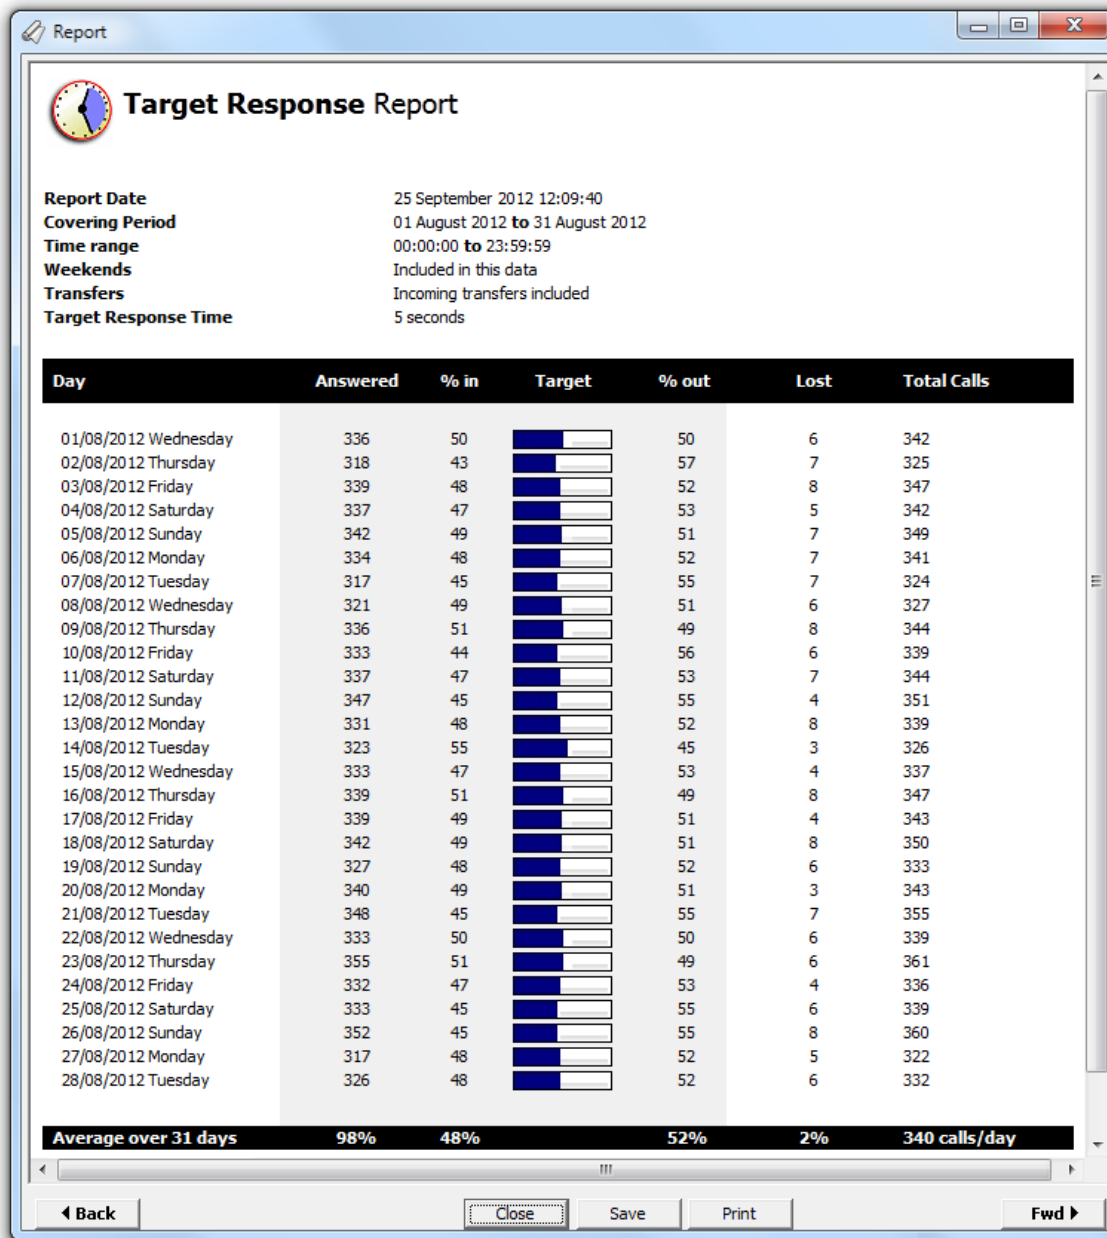 Report
Target Response Report
Report Date 25 September 2012 12:09:40
Covering Period 01 August 2012 to 31 August 2012
Time range 00:00:00 to 23:59:59
Weekends Included in this data
Transfers Incoming transfers included
Target Response Time 5 seconds
Day Answered % in Target % out Lost Total Calls
01/08/2012 Wednesday 336 50 50 6 342
02/08/2012 Thursday 318 43 57 7 325
03/08/2012 Friday 339 48 52 8 347
04/08/2012 Saturday 337 47 53 5 342
05/08/2012 Sunday 342 49 51 7 349
06/08/2012 Monday 334 48 52 7 341
07/08/2012 Tuesday 317 45 55 7 324
08/08/2012 Wednesday 321 49 51 6 327
09/08/2012 Thursday 336 51 49 8 344
10/08/2012 Friday 333 44 56 6 339
11/08/2012 Saturday 337 47 53 7 344
12/08/2012 Sunday 347 45 55 4 351
13/08/2012 Monday 331 48 52 8 339
14/08/2012 Tuesday 323 55 45 3 326
15/08/2012 Wednesday 333 47 53 4 337
16/08/2012 Thursday 339 51 49 8 347
17/08/2012 Friday 339 49 51 4 343
18/08/2012 Saturday 342 49 51 8 350
19/08/2012 Sunday 327 48 52 6 333
20/08/2012 Monday 340 49 51 3 343
21/08/2012 Tuesday 348 45 55 7 355
22/08/2012 Wednesday 333 50 50 6 339
23/08/2012 Thursday 355 51 49 6 361
24/08/2012 Friday 332 47 53 4 336
25/08/2012 Saturday 333 45 55 6 339
26/08/2012 Sunday 352 45 55 8 360
27/08/2012 Monday 317 48 52 5 322
28/08/2012 Tuesday 326 48 52 6 332
Average over 31 days 98% 48% 52% 2% 340 calls/day
Back Close Save Print Fwd